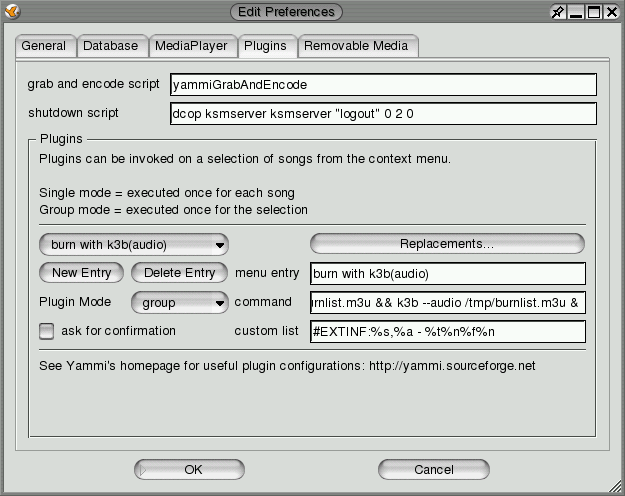 Edit Preferences
General Database MediaPlayer Plugins Removable Media
grab and encode script yammiGrabAndEncode
shutdown script dcop ksmserver ksmserver "logout" 0 2 0
Plugins
Plugins can be invoked on a selection of songs from the context menu.
Single mode = executed once for each song
Group mode = executed once for the selection
burn with k3b(audio) Replacements...
New Entry Delete Entry menu entry burn with k3b(audio)
Plugin Mode group command rnlist.m3u && k3b --audio /tmp/burnlist.m3u &
ask for confirmation custom list #EXTINF:%s,%a - %t%n%f%n
See Yammi's homepage for useful plugin configurations: http://yammi.sourceforge.net
OK Cancel